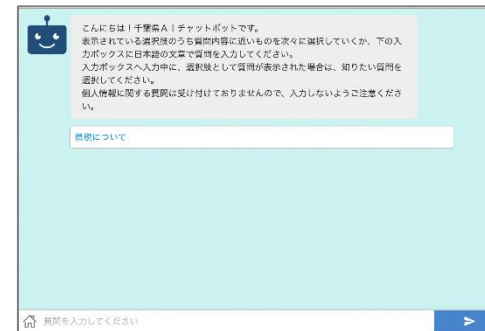 こんにちは!千葉県AIチャットボットです。
表示されている選択肢のうち質問内容に近いものを次々に選択していくか、下の入
力ボックスに日本語の文章で質問を入力してください。
入力ボックスへ入力中に、選択肢として質問が表示された場合は、知りたい質問を
選択してください。
個人情報に関する質問は受け付けておりませんので、入力しないようご注意くださ
い。
県税について
質問を入力してください